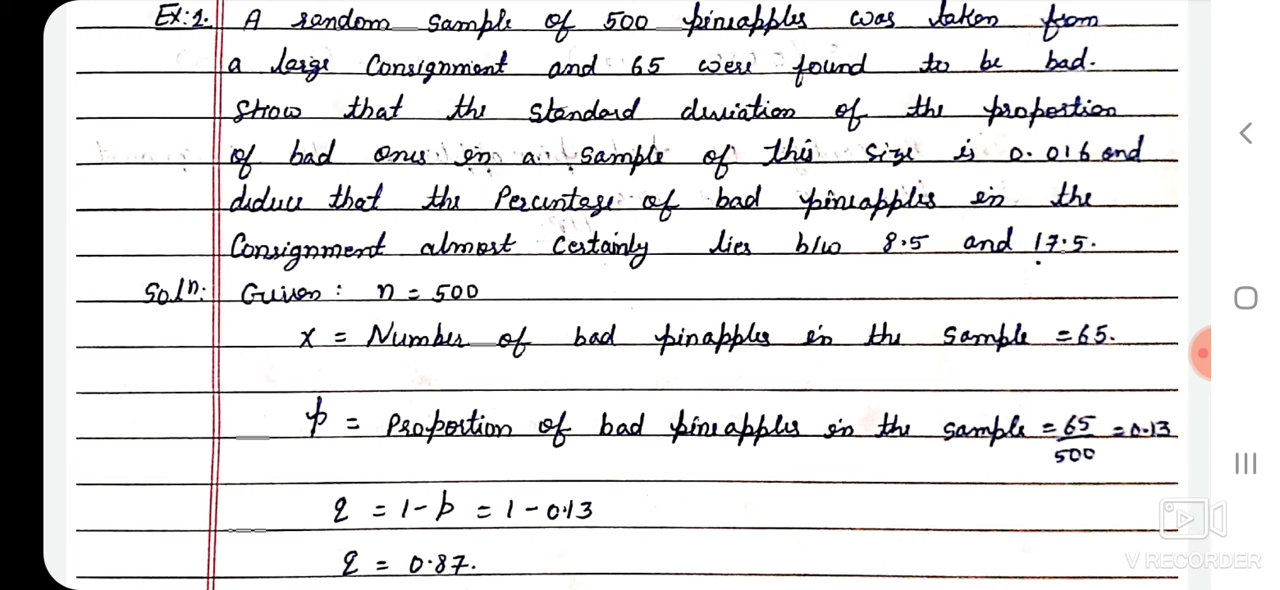 Ex:1. A random sample of 500 pineapples was taken from
a large Consignment and 65 were found to be bad.
Show that the standard deviation of the proportion
of bad ones in a sample of this size is 0.016 and
deduce that the Percentage of bad pineapples in the
Consignment almost certainly lies b/w 8.5 and 17.5.
Soln: Given: n = 500
x = Number of bad pinapples in the sample = 65.
p = Proportion of bad pineapples in the sample = 65/500 = 0.13
q = 1 - p = 1 - 0.13
q = 0.87.
V RECORDER